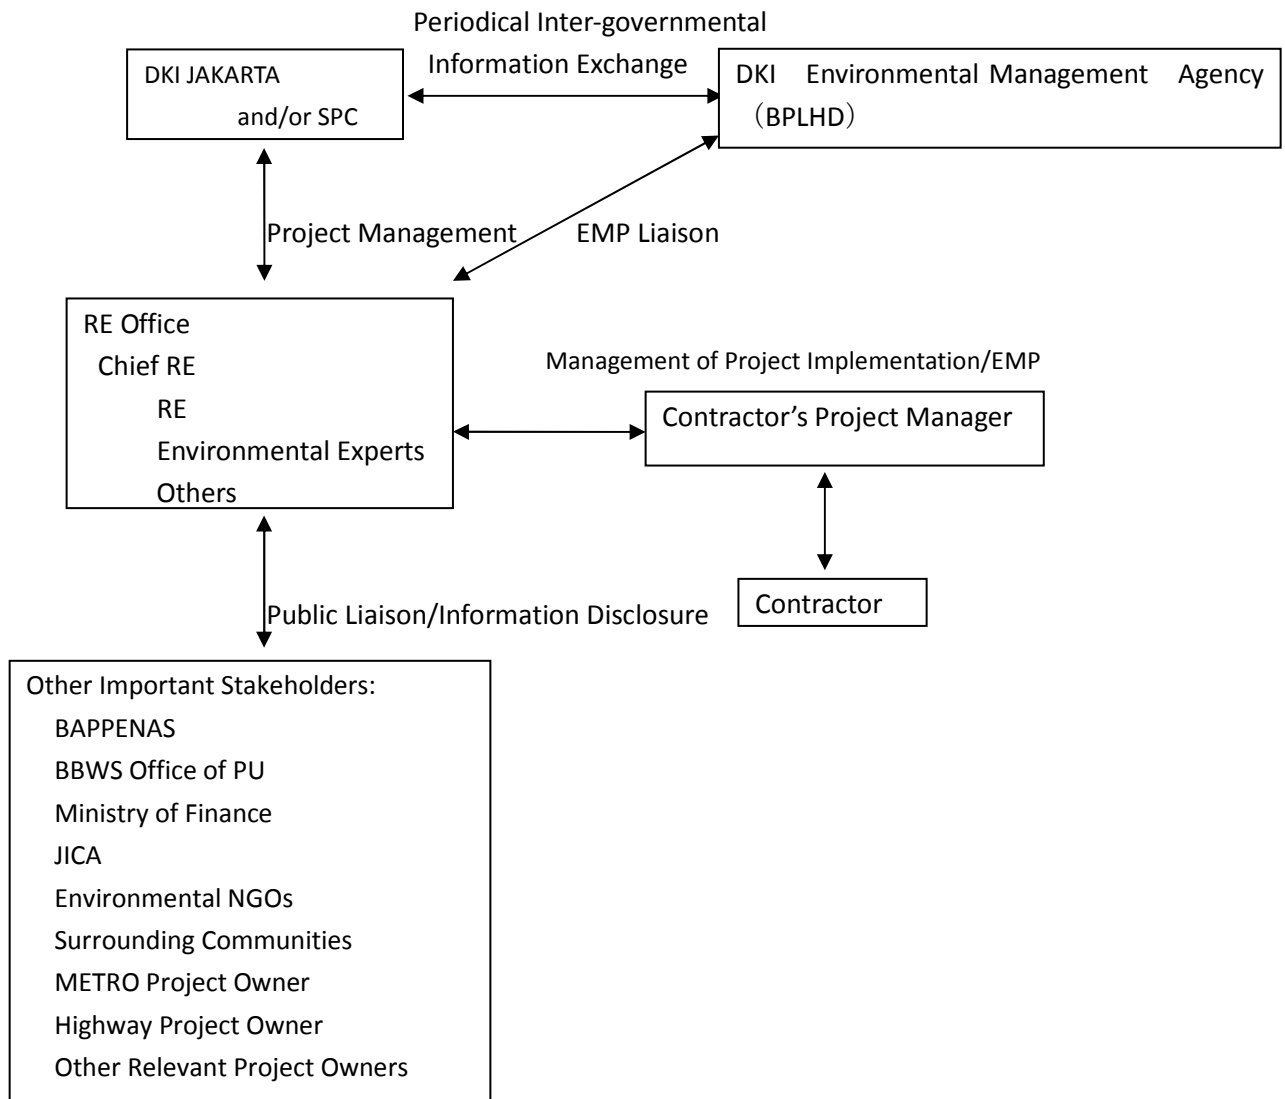 Periodical Inter-governmental
Information Exchange
DKI JAKARTA
and/or SPC
DKI Environmental Management Agency
（BPLHD）
Project Management
EMP Liaison
RE Office
Chief RE
RE
Environmental Experts
Others
Management of Project Implementation/EMP
Contractor’s Project Manager
Contractor
Public Liaison/Information Disclosure
Other Important Stakeholders:
BAPPENAS
BBWS Office of PU
Ministry of Finance
JICA
Environmental NGOs
Surrounding Communities
METRO Project Owner
Highway Project Owner
Other Relevant Project Owners